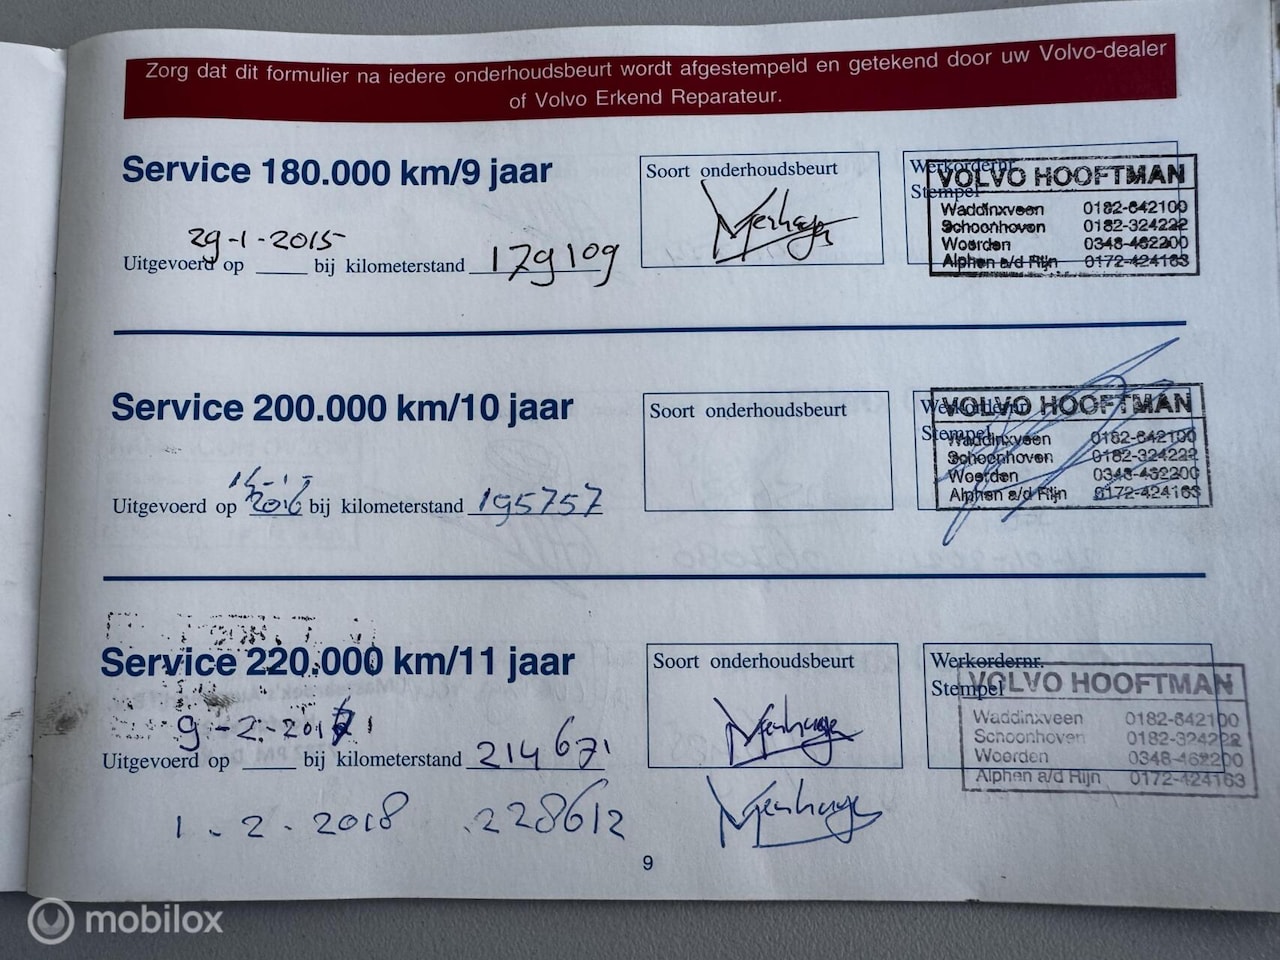 Zorg dat dit formulier na iedere onderhoudsbeurt wordt afgestempeld en getekend door uw Volvo-dealer
of Volvo Erkend Reparateur.
Service 180.000 km/9 jaar
29-1-2015
Uitgevoerd op ____ bij kilometerstand 179109
Soort onderhoudsbeurt
Werkordernr.
Stempel
VOLVO HOOFTMAN
Waddinxveen 0182-642100
Schoonhoven 0182-324222
Woerden 0348-462200
Alphen a/d Rijn 0172-424163
Service 200.000 km/10 jaar
2016
Uitgevoerd op ____ bij kilometerstand 195757
Soort onderhoudsbeurt
Werkordernr.
Stempel
VOLVO HOOFTMAN
Waddinxveen 0182-642100
Schoonhoven 0182-324222
Woerden 0348-462200
Alphen a/d Rijn 0172-424163
Service 220.000 km/11 jaar
9-2-2017
Uitgevoerd op ____ bij kilometerstand 214671
Soort onderhoudsbeurt
Werkordernr.
Stempel
VOLVO HOOFTMAN
Waddinxveen 0182-642100
Schoonhoven 0182-324222
Woerden 0348-462200
Alphen a/d Rijn 0172-424163
1-2-2018 228612
9
mobilox